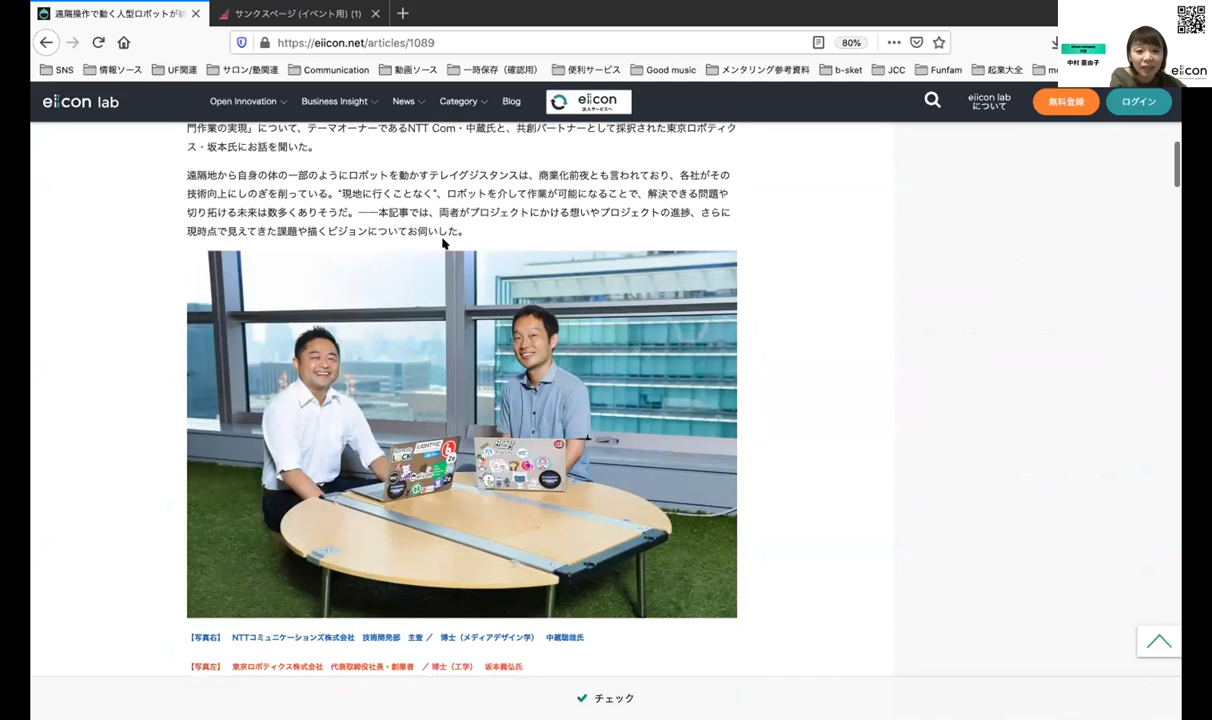 遠隔操作で動く人型ロボットが
サンクスページ (イベント用) (1)
https://eiicon.net/articles/1089
80%
SNS
情報ソース
UF関連
サロン/塾関連
Communication
動画ソース
一時保存（確認用）
便利サービス
Good music
メンタリング参考資料
b-sket
JCC
Funfam
起業大全
中村 亜由子
eiicon
eiicon lab
Open Innovation
Business Insight
News
Category
Blog
eiicon
法人サービスへ
eiicon lab
について
無料登録
ログイン
門作業の実現」について、テーマオーナーであるNTT Com・中蔵氏と、共創パートナーとして採択された東京ロボティク
ス・坂本氏にお話を聞いた。
遠隔地から自身の体の一部のようにロボットを動かすテレイグジスタンスは、商業化前夜とも言われており、各社がその
技術向上にしのぎを削っている。“現地に行くことなく”、ロボットを介して作業が可能になることで、解決できる問題や
切り拓ける未来は数多くありそうだ。――本記事では、両者がプロジェクトにかける想いやプロジェクトの進捗、さらに
現時点で見えてきた課題や描くビジョンについてお伺いした。
【写真右】 NTTコミュニケーションズ株式会社 技術開発部 主査 ／ 博士（メディアデザイン学） 中蔵聡哉氏
【写真左】 東京ロボティクス株式会社 代表取締役社長・創業者 ／ 博士（工学） 坂本義弘氏
チェック